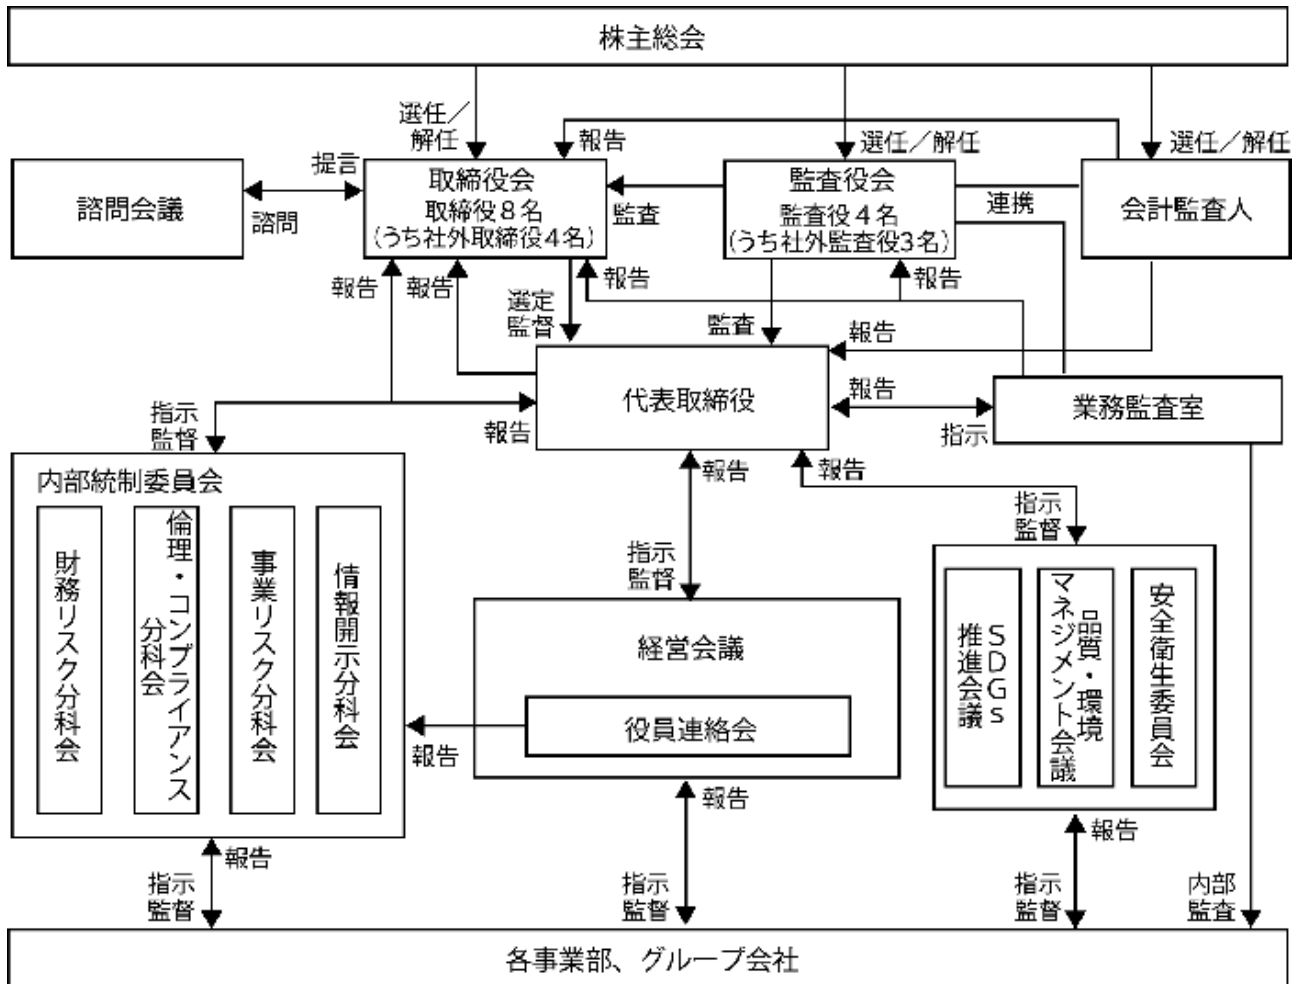 株主総会
選任／
解任
報告
選任／解任
選任／解任
諮問会議
提言
諮問
取締役会
取締役８名
(うち社外取締役４名)
監査
監査役会
監査役４名
(うち社外監査役3名)
連携
会計監査人
報告
報告
選定
監督
報告
監査
報告
報告
代表取締役
報告
報告
指示
業務監査室
指示
監督
報告
報告
指示
監督
報告
指示
監督
内部統制委員会
財務リスク分科会
倫理・コンプライアンス
分科会
事業リスク分科会
情報開示分科会
報告
経営会議
役員連絡会
SDGs
推進会議
品質・環境
マネジメント会議
安全衛生委員会
報告
指示
監督
報告
指示
監督
報告
指示
監督
内部
監査
各事業部、グループ会社